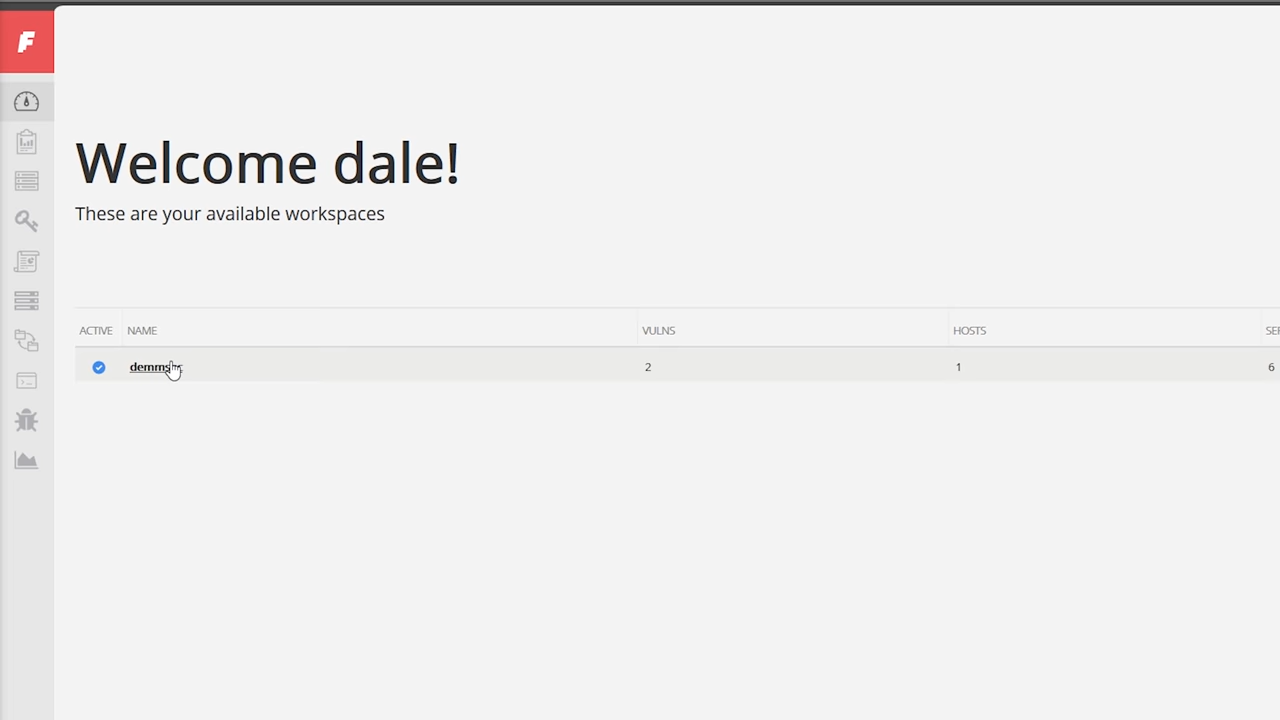 F
Welcome dale!
These are your available workspaces
ACTIVE NAME VULNS HOSTS
2 1 6